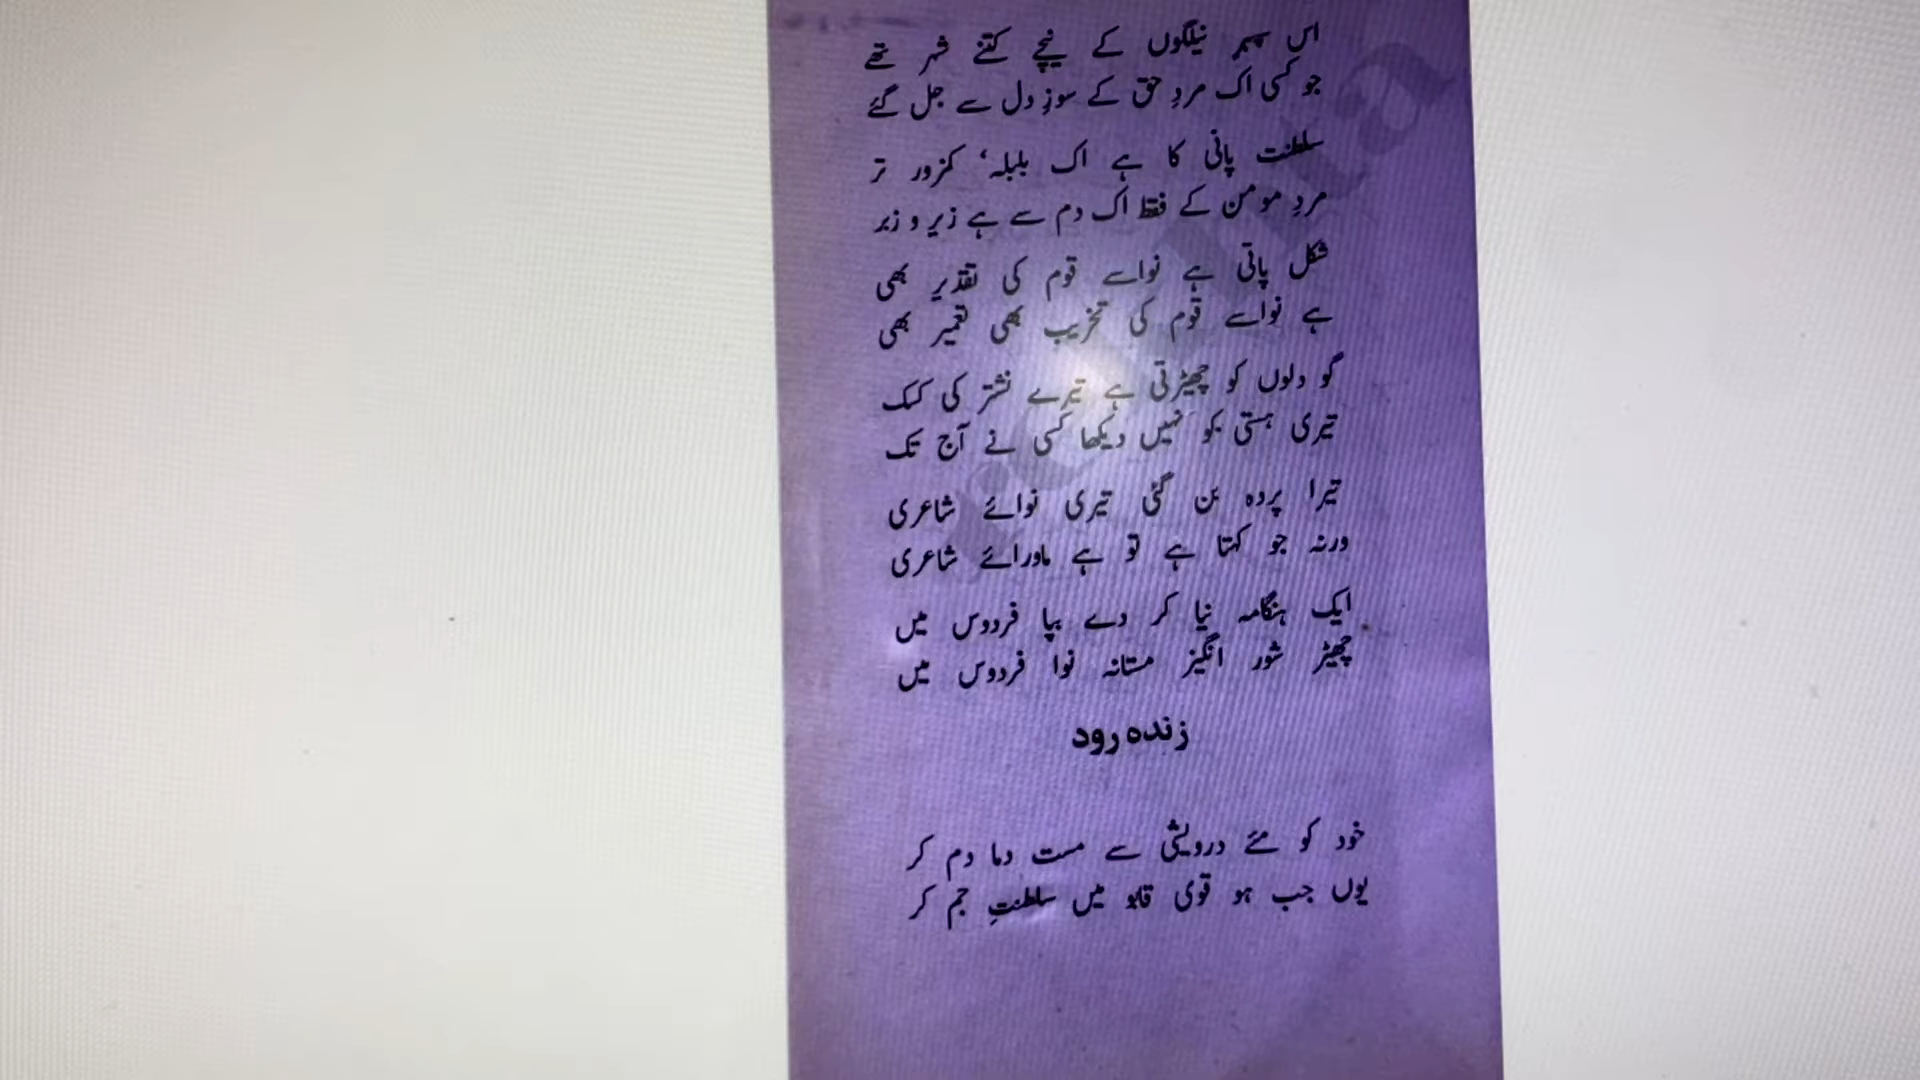 اس سپہر نیلگوں کے نیچے کتنے شہر تھے
جو کسی اک مردِ حق کے سوزِ دل سے جل گئے
سلطنت پانی کا ہے اک بلبلہ، کمزور تر
مردِ مومن کے فقط اک دم سے ہے زیر و زبر
شکل پاتی ہے نواے قوم کی تقدیر بھی
ہے نواے قوم کی تخریب بھی تعمیر بھی
گو دلوں کو چھیڑتی ہے تیرے نشتر کی کسک
تیری ہستی کو نہیں دیکھا کسی نے آج تک
تیرا پردہ بن گئی تیری نوائے شاعری
ورنہ جو کہتا ہے تو ہے ماورائے شاعری
ایک ہنگامہ نیا کر دے بپا فردوس میں
چھیڑ شور انگیز مستانہ نوا فردوس میں
زندہ رود
خود کو مئے درویشی سے مست دما دم کر
یوں جب ہو قوی قابو میں سلطنتِ جم کر